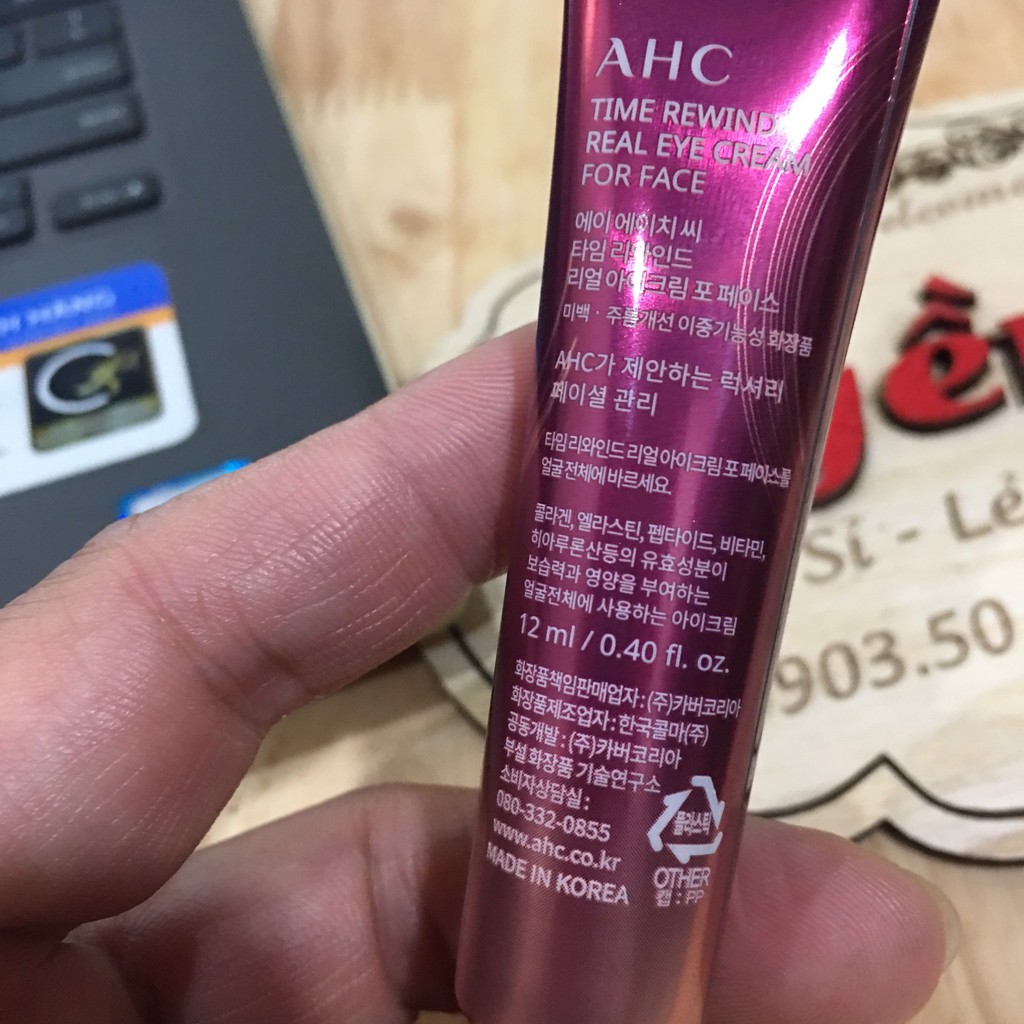 AHC
TIME REWIND
REAL EYE CREAM
FOR FACE
에이 에이치 씨
타임 리와인드
리얼 아이크림 포 페이스
미백 · 주름개선 이중기능성 화장품
AHC가 제안하는 럭셔리
페이셜 관리
타임 리와인드 리얼 아이크림 포 페이스를
얼굴 전체에 바르세요.
콜라겐, 엘라스틴, 펩타이드, 비타민,
히아루론산등의 유효성분이
보습력과 영양을 부여하는
얼굴전체에 사용하는 아이크림
12 ml / 0.40 fl. oz.
화장품책임판매업자 : (주)카버코리아
화장품제조업자 : 한국콜마(주)
공동개발 : (주)카버코리아
부설 화장품 기술연구소
소비자상담실 :
080-332-0855
www.ahc.co.kr
MADE IN KOREA
플라스틱
OTHER
캡 : PP
HÀNG
yến
Sỉ - Lẻ
903.50